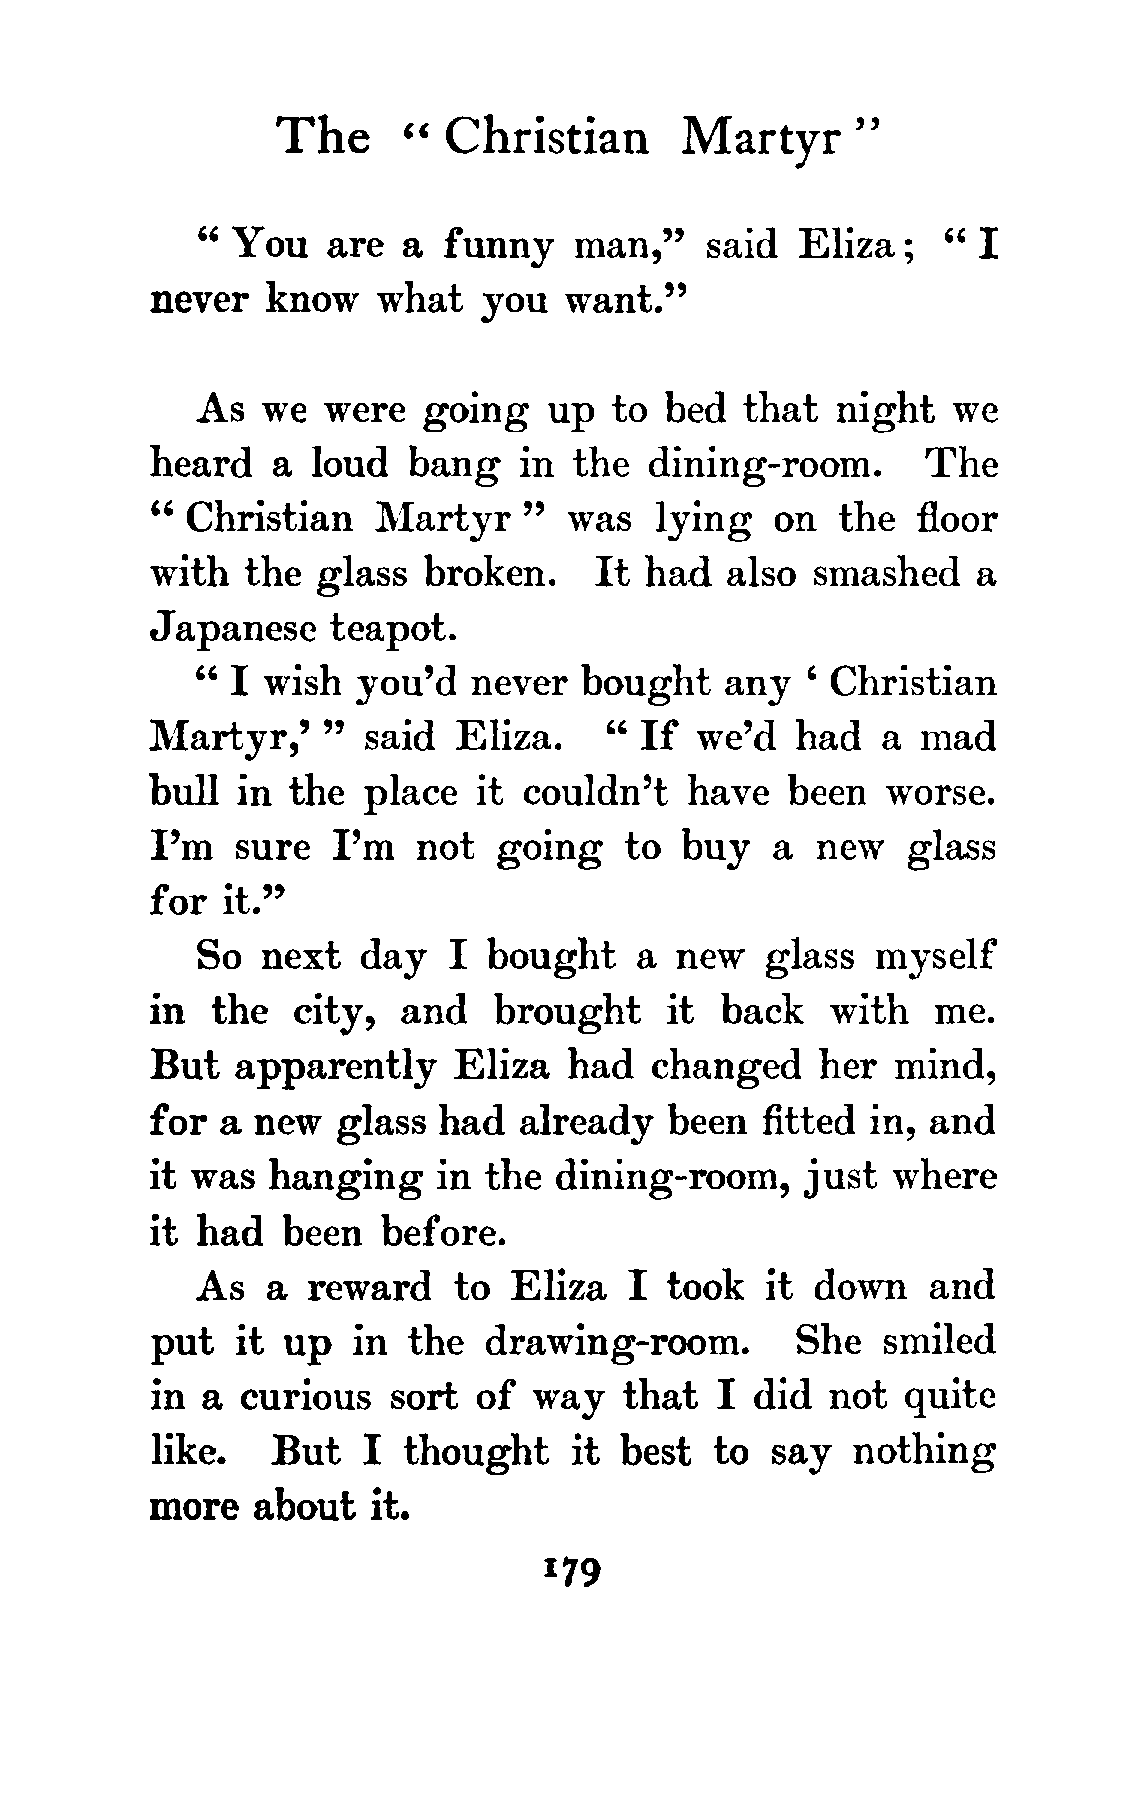 The “ Christian Martyr ”
“ You are a funny man,” said Eliza ; “ I
never know what you want.”
As we were going up to bed that night we
heard a loud bang in the dining-room. The
“ Christian Martyr ” was lying on the floor
with the glass broken. It had also smashed a
Japanese teapot.
“ I wish you’d never bought any ‘ Christian
Martyr,’ ” said Eliza. “ If we’d had a mad
bull in the place it couldn’t have been worse.
I’m sure I’m not going to buy a new glass
for it.”
So next day I bought a new glass myself
in the city, and brought it back with me.
But apparently Eliza had changed her mind,
for a new glass had already been fitted in, and
it was hanging in the dining-room, just where
it had been before.
As a reward to Eliza I took it down and
put it up in the drawing-room. She smiled
in a curious sort of way that I did not quite
like. But I thought it best to say nothing
more about it.
179